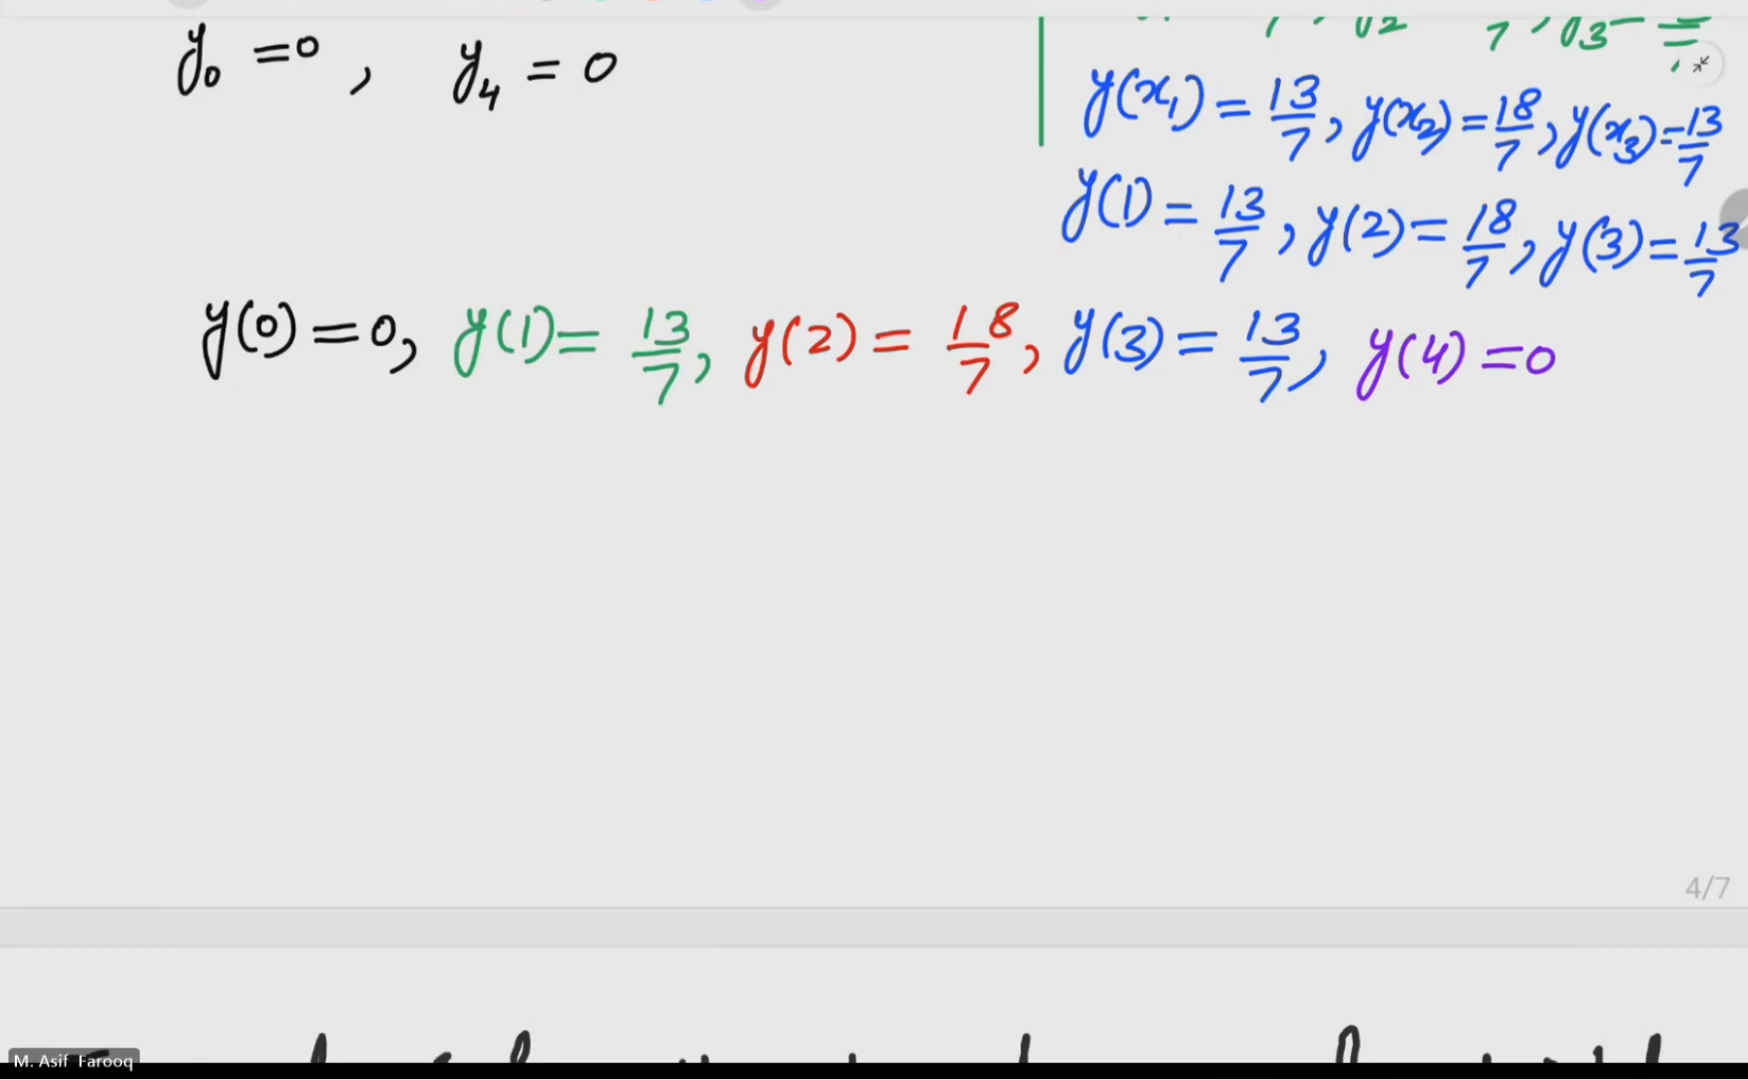 y₀ = 0, y₄ = 0
y(x₁) = 13/7, y(x₂) = 18/7, y(x₃) = 13/7
y(1) = 13/7, y(2) = 18/7, y(3) = 13/7
y(0) = 0, y(1) = 13/7, y(2) = 18/7, y(3) = 13/7, y(4) = 0
4/7
M. Asif Farooq